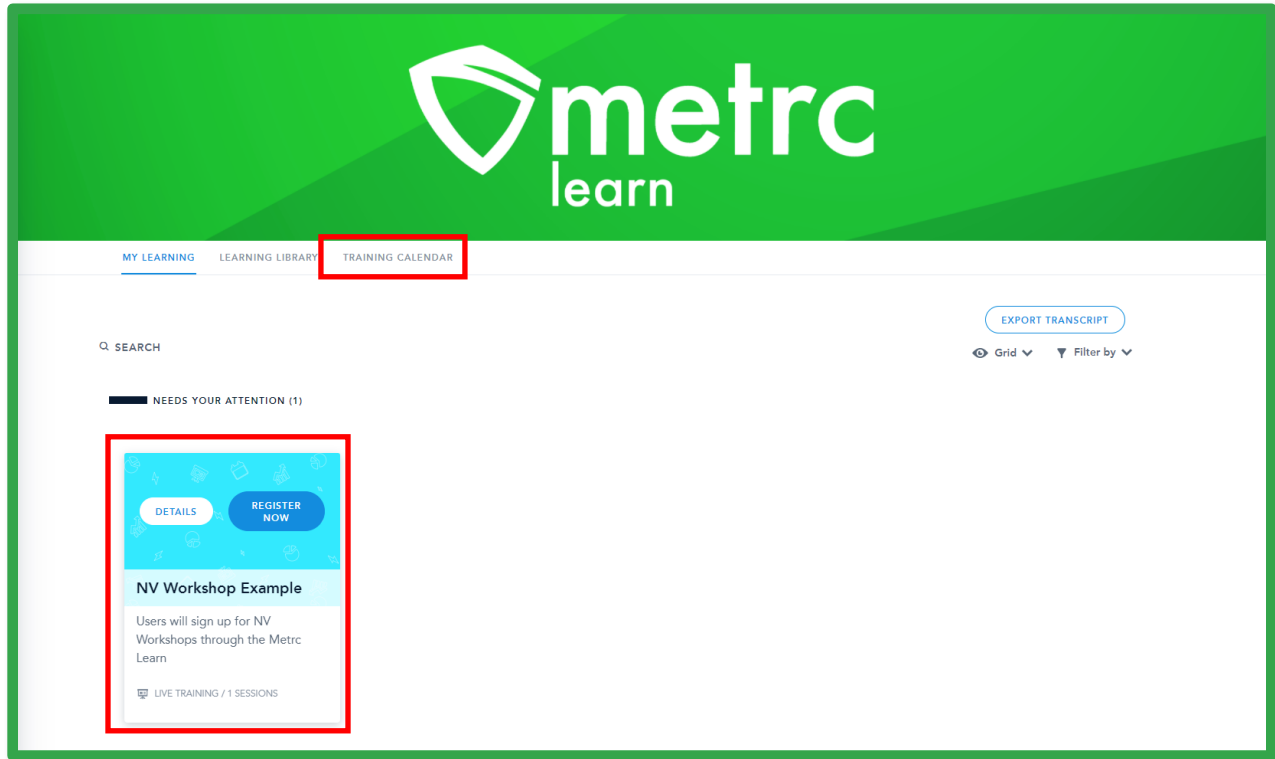 metrc
learn
MY LEARNING LEARNING LIBRARY TRAINING CALENDAR
EXPORT TRANSCRIPT
SEARCH
Grid Filter by
NEEDS YOUR ATTENTION (1)
DETAILS
REGISTER
NOW
NV Workshop Example
Users will sign up for NV
Workshops through the Metrc
Learn
LIVE TRAINING / 1 SESSIONS